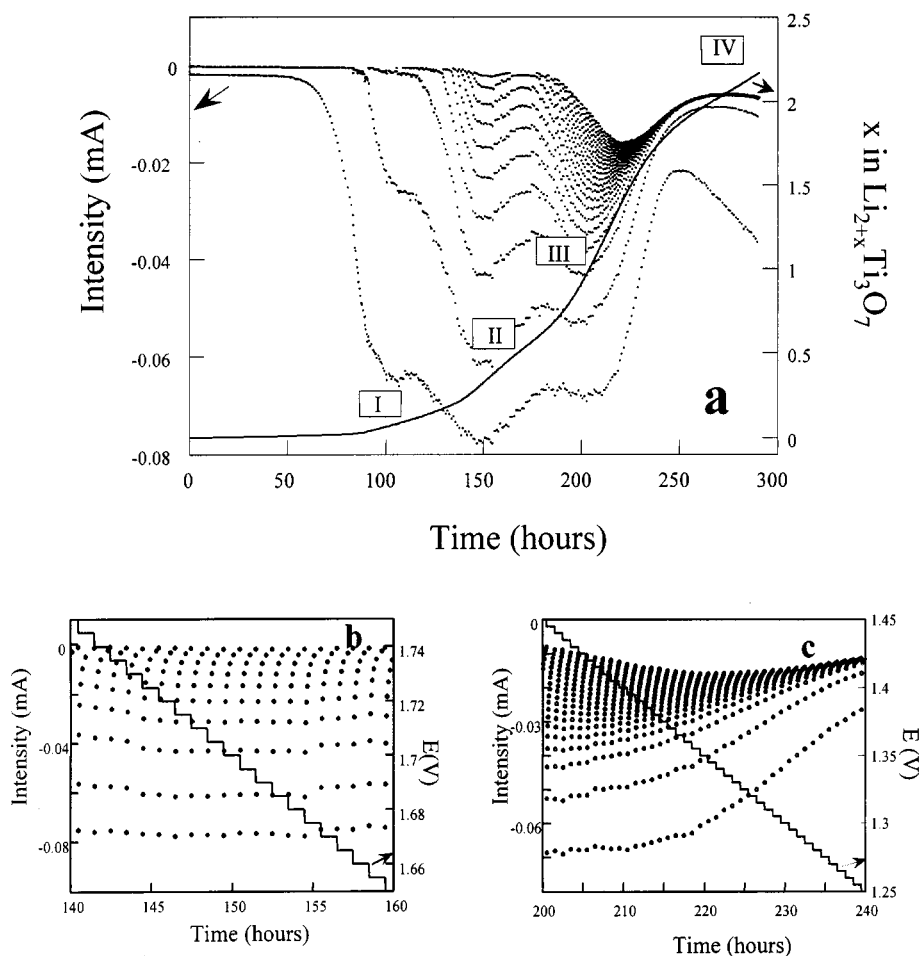 2.5
IV
0
2
-0.02
1.5
Intensity (mA)
x in Li2+xTi3O7
III
-0.04
1
II
-0.06
0.5
a
I
0
-0.08
0 50 100 150 200 250 300
Time (hours)
b
0
1.74
1.72
Intensity (mA)
-0.04
1.70
E (V)
1.68
-0.08
1.66
140 145 150 155 160
Time (hours)
0
1.45
c
1.4
Intensity (mA)
-0.03
1.35
E (V)
1.3
-0.06
1.25
200 210 220 230 240
Time (hours)